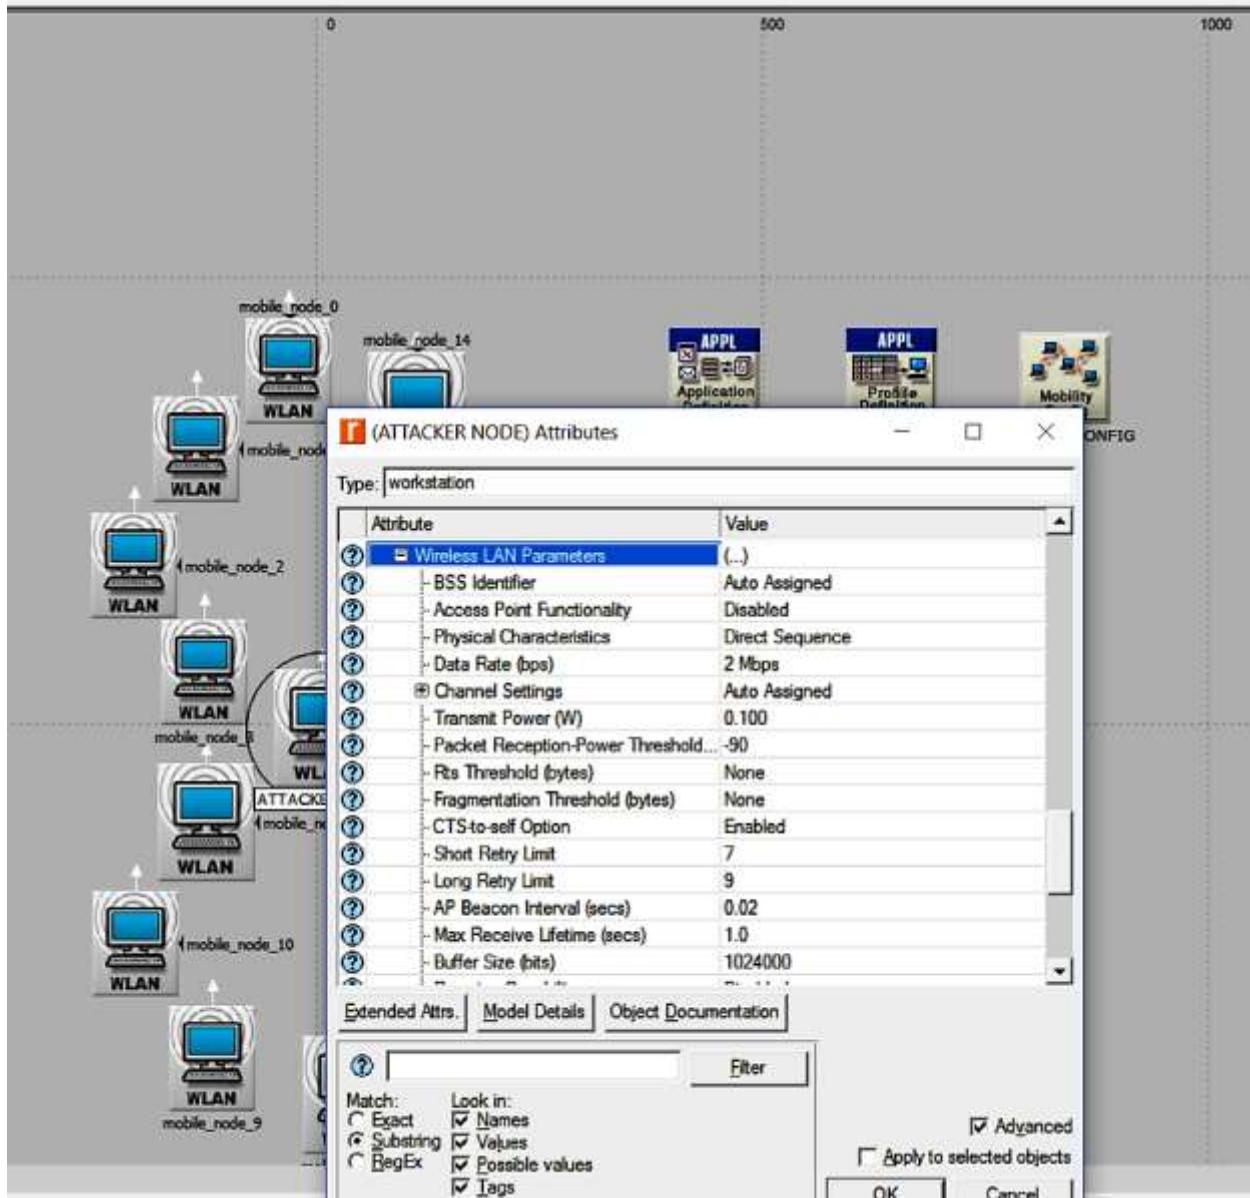 0 500 1000
mobile_node_0
mobile_node_14
APPL
APPL
Application
Profile
Mobility
Definition
Definition
WLAN
ONFIG
mobile_node
WLAN
mobile_node_2
WLAN
WLAN
mobile_node_
WL
ATTACKE
WLAN
mobile_node_10
WLAN
WLAN
mobile_node_9
(ATTACKER NODE) Attributes
Type: workstation
Attribute Value
Wireless LAN Parameters (...)
BSS Identifier Auto Assigned
Access Point Functionality Disabled
Physical Characteristics Direct Sequence
Data Rate (bps) 2 Mbps
Channel Settings Auto Assigned
Transmit Power (W) 0.100
Packet Reception-Power Threshold... -90
Rts Threshold (bytes) None
Fragmentation Threshold (bytes) None
CTS-to-self Option Enabled
Short Retry Limit 7
Long Retry Limit 9
AP Beacon Interval (secs) 0.02
Max Receive Lifetime (secs) 1.0
Buffer Size (bits) 1024000
Extended Attrs. Model Details Object Documentation
Filter
Match: Look in:
Exact Names
Substring Values
RegEx Possible values
Tags
Advanced
Apply to selected objects
OK Cancel